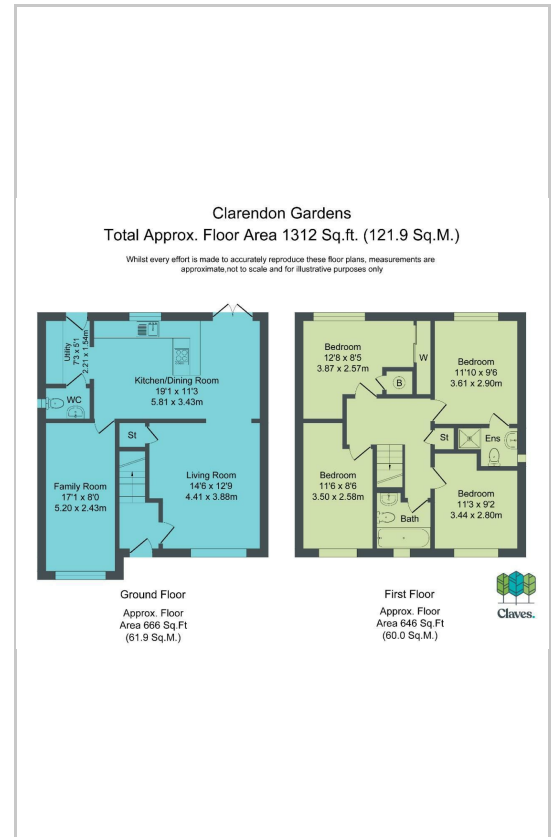 Clarendon Gardens
Total Approx. Floor Area 1312 Sq.ft. (121.9 Sq.M.)
Whilst every effort is made to accurately reproduce these floor plans, measurements are
approximate,not to scale and for illustrative purposes only
Utility
7'3 x 5'1
2.21 x 1.54m
WC
Kitchen/Dining Room
19'1 x 11'3
5.81 x 3.43m
St
Family Room
17'1 x 8'0
5.20 x 2.43m
Living Room
14'6 x 12'9
4.41 x 3.88m
Ground Floor
Approx. Floor
Area 666 Sq.Ft
(61.9 Sq.M.)
Bedroom
12'8 x 8'5
3.87 x 2.57m
W
B
Bedroom
11'10 x 9'6
3.61 x 2.90m
St
Ens
Bedroom
11'6 x 8'6
3.50 x 2.58m
Bath
Bedroom
11'3 x 9'2
3.44 x 2.80m
First Floor
Approx. Floor
Area 646 Sq.Ft
(60.0 Sq.M.)
Claves.